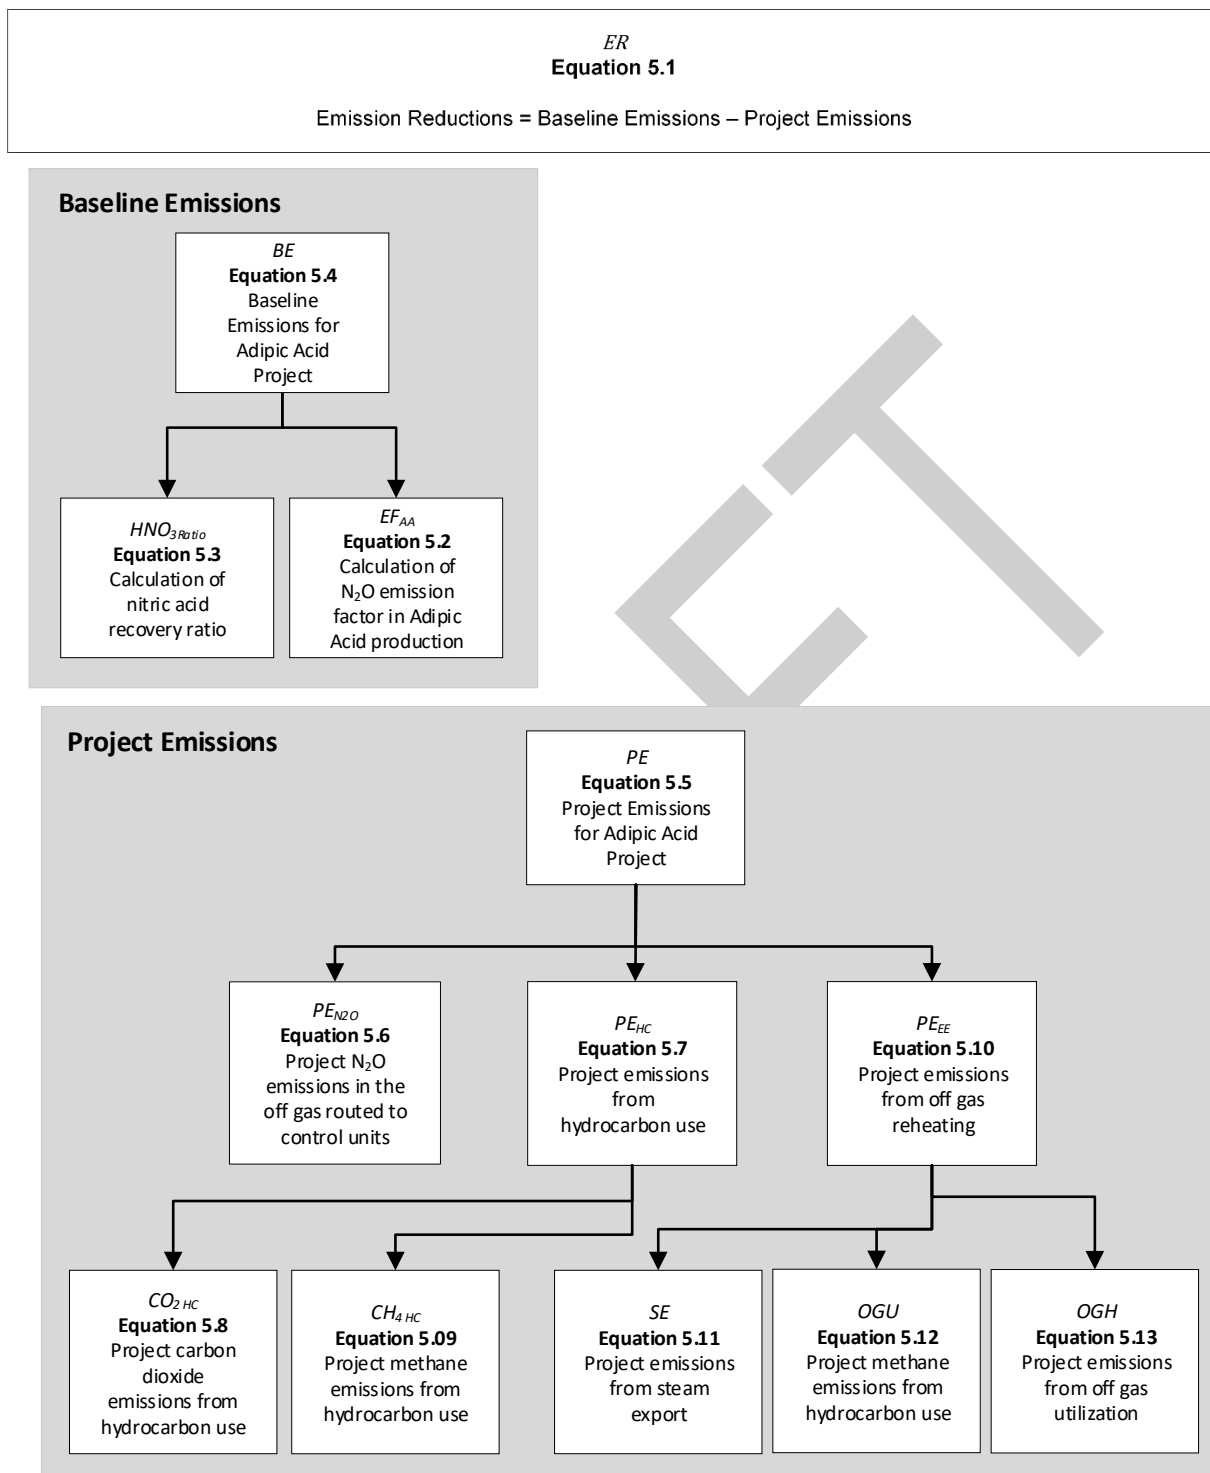 ER
Equation 5.1
Emission Reductions = Baseline Emissions – Project Emissions
Baseline Emissions
BE
Equation 5.4
Baseline
Emissions for
Adipic Acid
Project
HNO3Ratio
Equation 5.3
Calculation of
nitric acid
recovery ratio
EFAA
Equation 5.2
Calculation of
N2O emission
factor in Adipic
Acid production
Project Emissions
PE
Equation 5.5
Project Emissions
for Adipic Acid
Project
PEN2O
Equation 5.6
Project N2O
emissions in the
off gas routed to
control units
PEHC
Equation 5.7
Project emissions
from
hydrocarbon use
PEEE
Equation 5.10
Project emissions
from off gas
reheating
CO2 HC
Equation 5.8
Project carbon
dioxide
emissions from
hydrocarbon use
CH4 HC
Equation 5.09
Project methane
emissions from
hydrocarbon use
SE
Equation 5.11
Project emissions
from steam
export
OGU
Equation 5.12
Project methane
emissions from
hydrocarbon use
OGH
Equation 5.13
Project emissions
from off gas
utilization